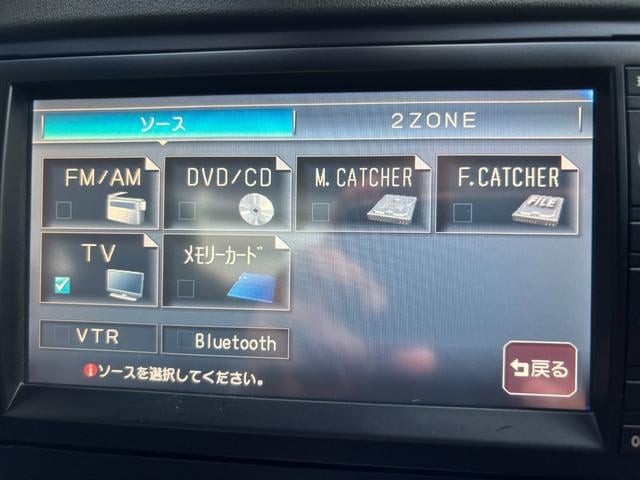 ソース
2ZONE
FM/AM
DVD/CD
M.CATCHER
F.CATCHER
FILE
TV
ﾒﾓﾘｰｶｰﾄﾞ
VTR
Bluetooth
ソースを選択してください。
戻る